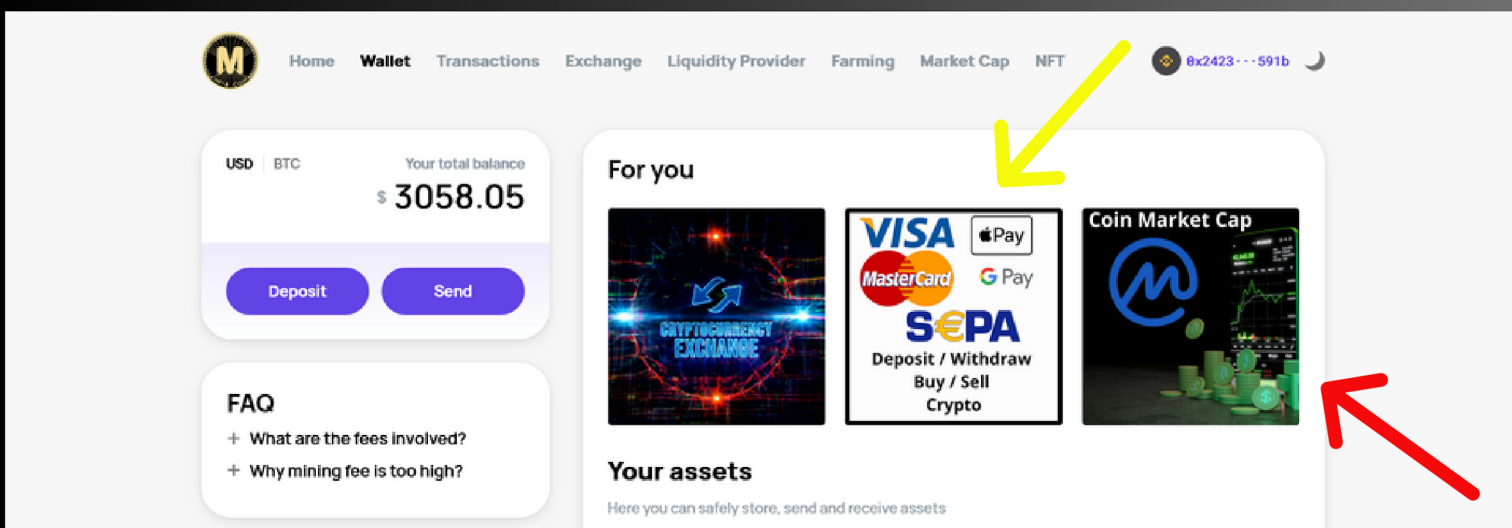 M
Home Wallet Transactions Exchange Liquidity Provider Farming Market Cap NFT 0x2423···591b
USD BTC Your total balance
$ 3058.05
Deposit Send
FAQ
+ What are the fees involved?
+ Why mining fee is too high?
For you
CRYPTOCURRENCY
EXCHANGE
VISA Pay
MasterCard G Pay
S€PA
Deposit / Withdraw
Buy / Sell
Crypto
Coin Market Cap
Your assets
Here you can safely store, send and receive assets